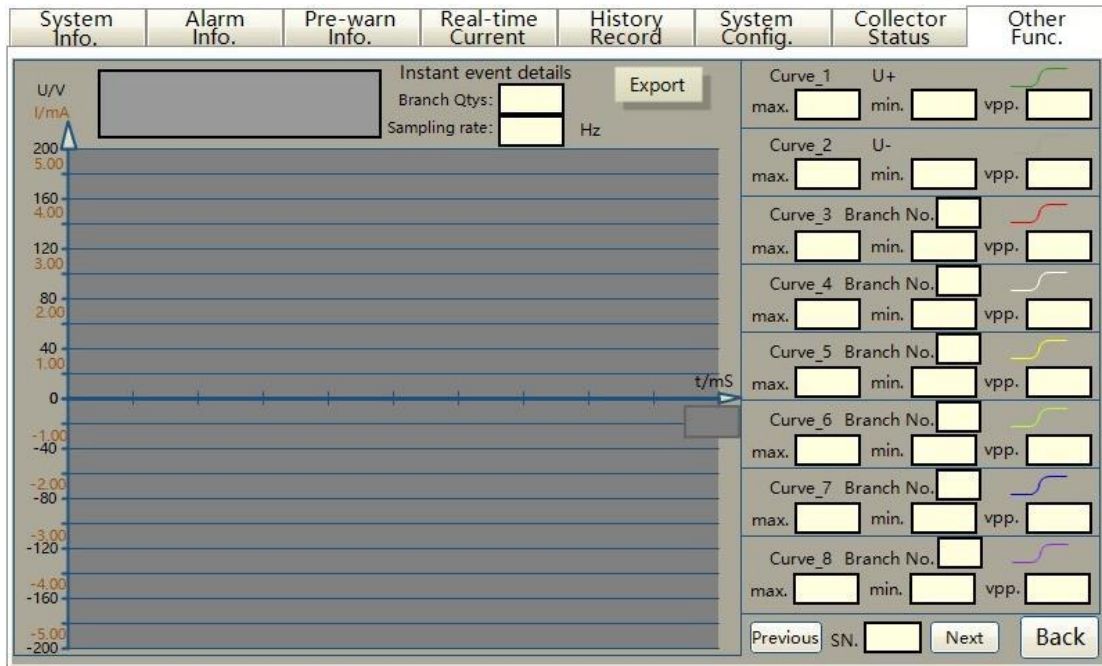 System Info.
Alarm Info.
Pre-warn Info.
Real-time Current
History Record
System Config.
Collector Status
Other Func.
U/V
I/mA
Instant event details
Branch Qtys:
Sampling rate: Hz
Export
200
5.00
160
4.00
120
3.00
80
2.00
40
1.00
0
t/mS
-1.00
-40
-2.00
-80
-3.00
-120
-4.00
-160
-5.00
-200
Curve_1 U+
max. min. vpp.
Curve_2 U-
max. min. vpp.
Curve_3 Branch No.
max. min. vpp.
Curve_4 Branch No.
max. min. vpp.
Curve_5 Branch No.
max. min. vpp.
Curve_6 Branch No.
max. min. vpp.
Curve_7 Branch No.
max. min. vpp.
Curve_8 Branch No.
max. min. vpp.
Previous SN. Next Back